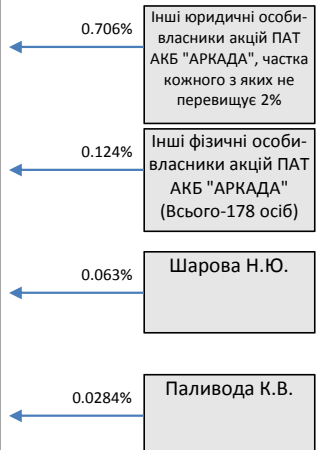 0.706%
Інші юридичні особи-
власники акцій ПАТ
АКБ "АРКАДА", частка
кожного з яких не
перевищує 2%
0.124%
Інші фізичні особи-
власники акцій ПАТ
АКБ "АРКАДА"
(Всього-178 осіб)
0.063%
Шарова Н.Ю.
0.0284%
Паливода К.В.